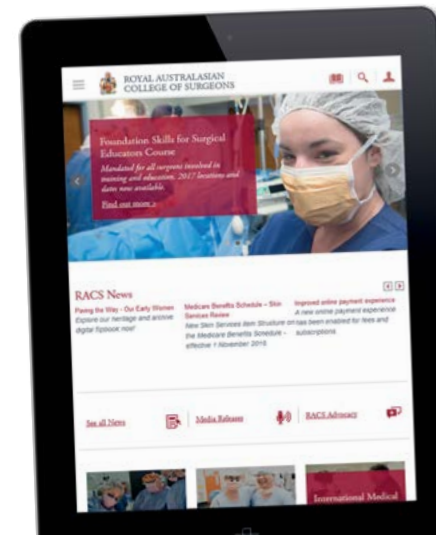 ROYAL AUSTRALASIAN
COLLEGE OF SURGEONS
Foundation Skills for Surgical
Educators Course
Mandated for all surgeons involved in
training and education, 2017 locations and
dates now available.
Find out more >
RACS News
Paving the Way - Our Early Women
Explore our heritage and archive
digital flipbook now!
Medicare Benefits Schedule – Skin
Services Review
New Skin Services Item Structure on
the Medicare Benefits Schedule -
effective 1 November 2016
Improved online payment experience
A new online payment experience
has been enabled for fees and
subscriptions.
See all News
Media Releases
RACS Advocacy
International Medical